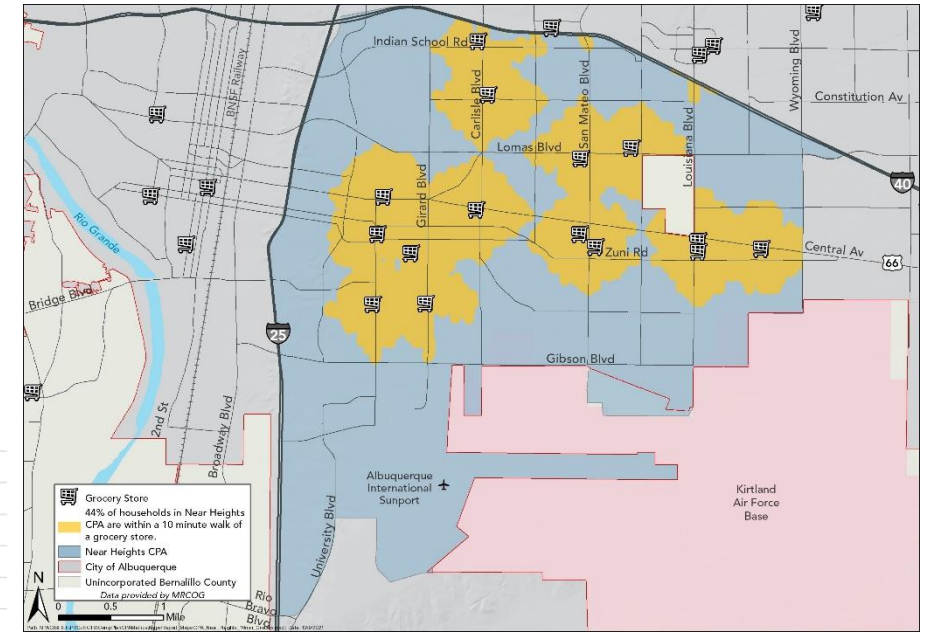 Indian School Rd
BNSF Railway
Carlisle Blvd
San Mateo Blvd
Wyoming Blvd
Constitution Av
Louisiana Blvd
Lomas Blvd
Girard Blvd
40
Rio Grande
Zuni Rd
Central Av
66
Bridge Blvd
25
Gibson Blvd
2nd St
Broadway Blvd
University Blvd
Albuquerque
International
Sunport
Kirtland
Air Force
Base
Rio
Bravo
Blvd
Grocery Store
44% of households in Near Heights
CPA are within a 10 minute walk of
a grocery store.
Near Heights CPA
City of Albuquerque
Unincorporated Bernalillo County
Data provided by MRCOG
N
0 0.5 1
Mile